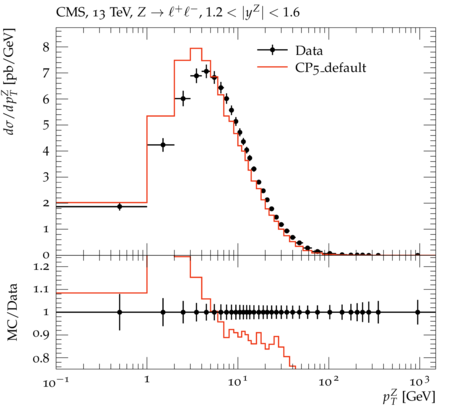 CMS, 13 TeV, Z → ℓ⁺ℓ⁻, 1.2 < |y^Z| < 1.6
dσ/dp_T^Z [pb/GeV]
Data
CP5_default
7
6
5
4
3
2
1
0
MC/Data
1.2
1.1
1
0.9
0.8
10⁻¹ 1 10¹ 10² 10³
p_T^Z [GeV]